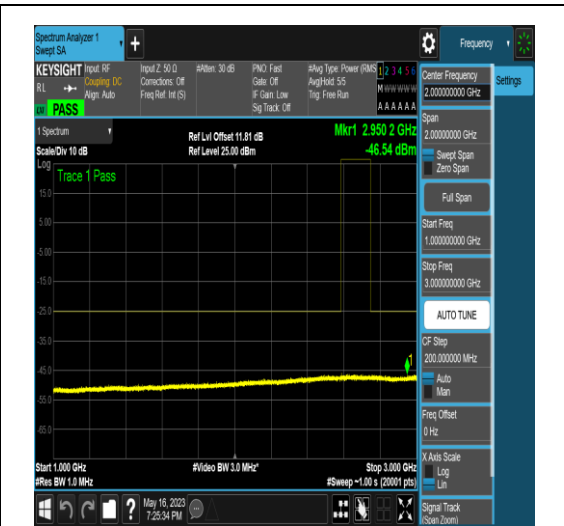 Spectrum Analyzer 1
Swept SA
+
Frequency
KEYSIGHT
Input: RF
Coupling: DC
Align: Auto
RL
LXI
PASS
Input Z: 50 Ω
Corrections: Off
Freq Ref: Int (S)
#Atten: 30 dB
PNO: Fast
Gate: Off
IF Gain: Low
Sig Track: Off
#Avg Type: Power (RMS
Avg|Hold: 5/5
Trig: Free Run
1 2 3 4 5 6
M W W W W W
A A A A A A
1 Spectrum
Scale/Div 10 dB
Ref Lvl Offset 11.81 dB
Ref Level 25.00 dBm
Mkr1 2.950 2 GHz
-46.54 dBm
Log
Trace 1 Pass
15.0
5.00
-5.00
-15.0
-25.0
-35.0
-45.0
-55.0
-65.0
1
Start 1.000 GHz
#Res BW 1.0 MHz
#Video BW 3.0 MHz*
Stop 3.000 GHz
#Sweep ~1.00 s (20001 pts)
Center Frequency
2.000000000 GHz
Settings
Span
2.00000000 GHz
Swept Span
Zero Span
Full Span
Start Freq
1.000000000 GHz
Stop Freq
3.000000000 GHz
AUTO TUNE
CF Step
200.000000 MHz
Auto
Man
Freq Offset
0 Hz
X Axis Scale
Log
Lin
Signal Track
(Span Zoom)
?
May 16, 2023
7:25:34 PM